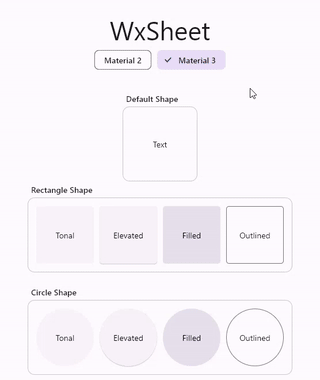 WxSheet
Material 2
Material 3
Default Shape
Text
Rectangle Shape
Tonal
Elevated
Filled
Outlined
Circle Shape
Tonal
Elevated
Filled
Outlined